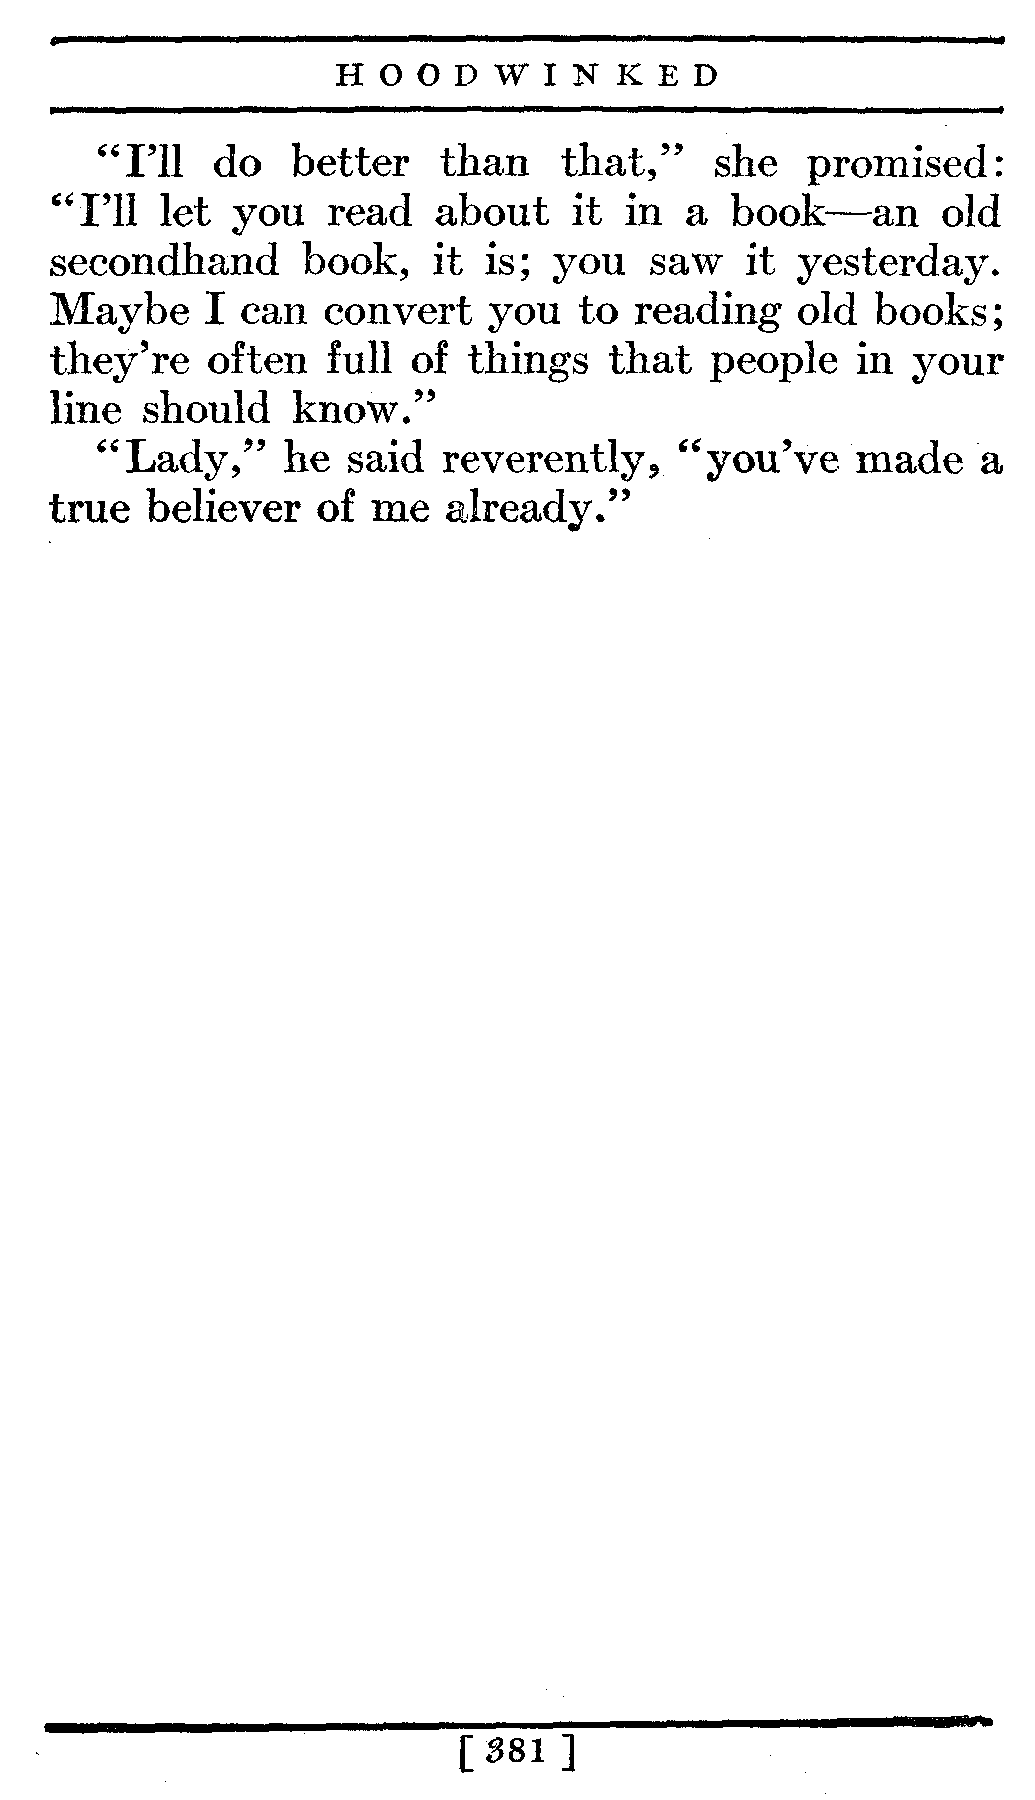 HOODWINKED
“I’ll do better than that,” she promised:
“I’ll let you read about it in a book—an old
secondhand book, it is; you saw it yesterday.
Maybe I can convert you to reading old books;
they’re often full of things that people in your
line should know.”
“Lady,” he said reverently, “you’ve made a
true believer of me already.”
[ 381 ]